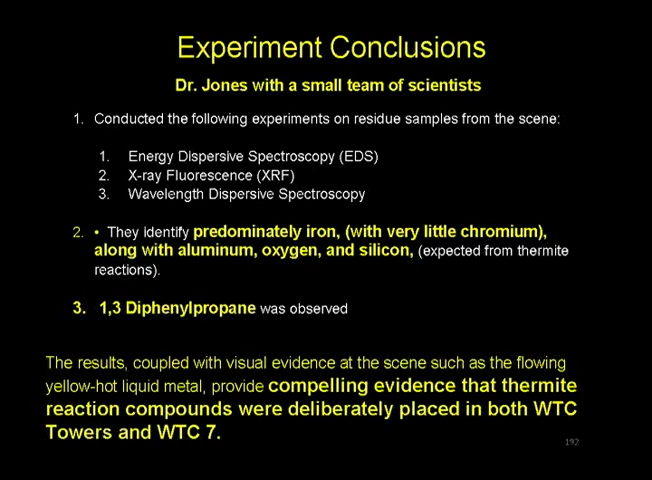 Experiment Conclusions
Dr. Jones with a small team of scientists
1. Conducted the following experiments on residue samples from the scene:
1. Energy Dispersive Spectroscopy (EDS)
2. X-ray Fluorescence (XRF)
3. Wavelength Dispersive Spectroscopy
2. • They identify predominately iron, (with very little chromium),
along with aluminum, oxygen, and silicon, (expected from thermite
reactions).
3. 1,3 Diphenylpropane was observed
The results, coupled with visual evidence at the scene such as the flowing
yellow-hot liquid metal, provide compelling evidence that thermite
reaction compounds were deliberately placed in both WTC
Towers and WTC 7.
192